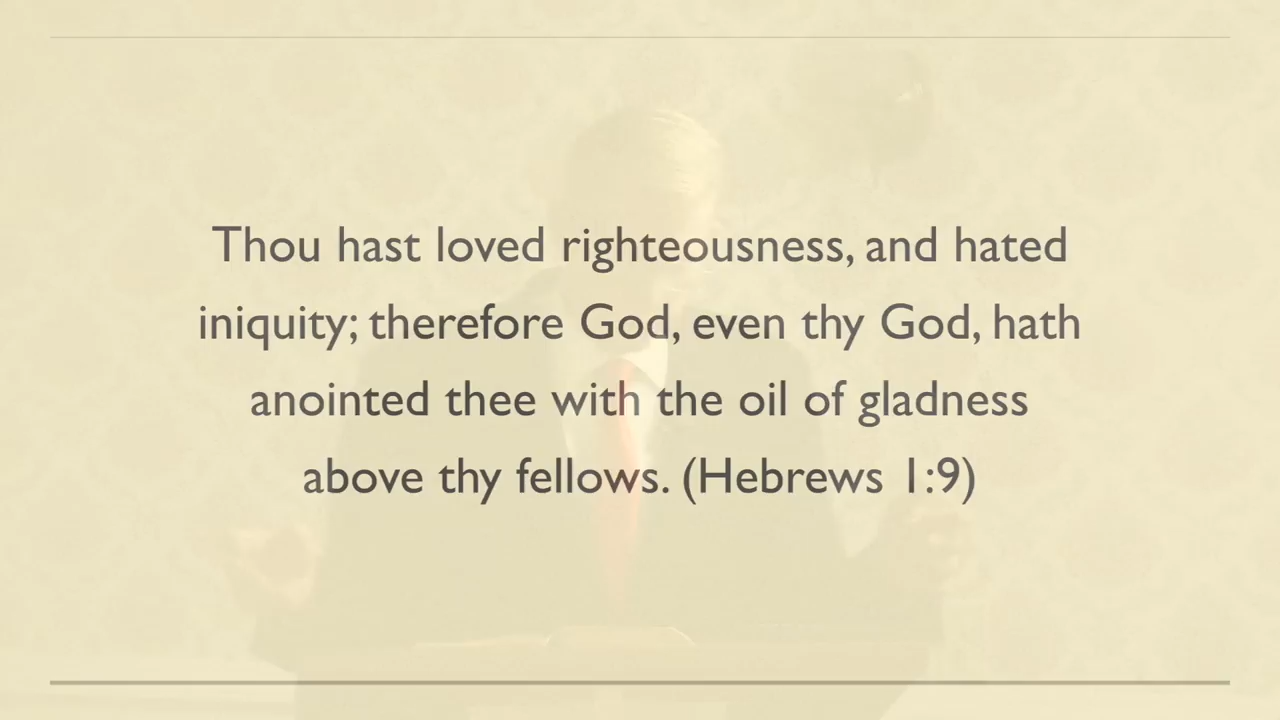 Thou hast loved righteousness, and hated
iniquity; therefore God, even thy God, hath
anointed thee with the oil of gladness
above thy fellows. (Hebrews 1:9)